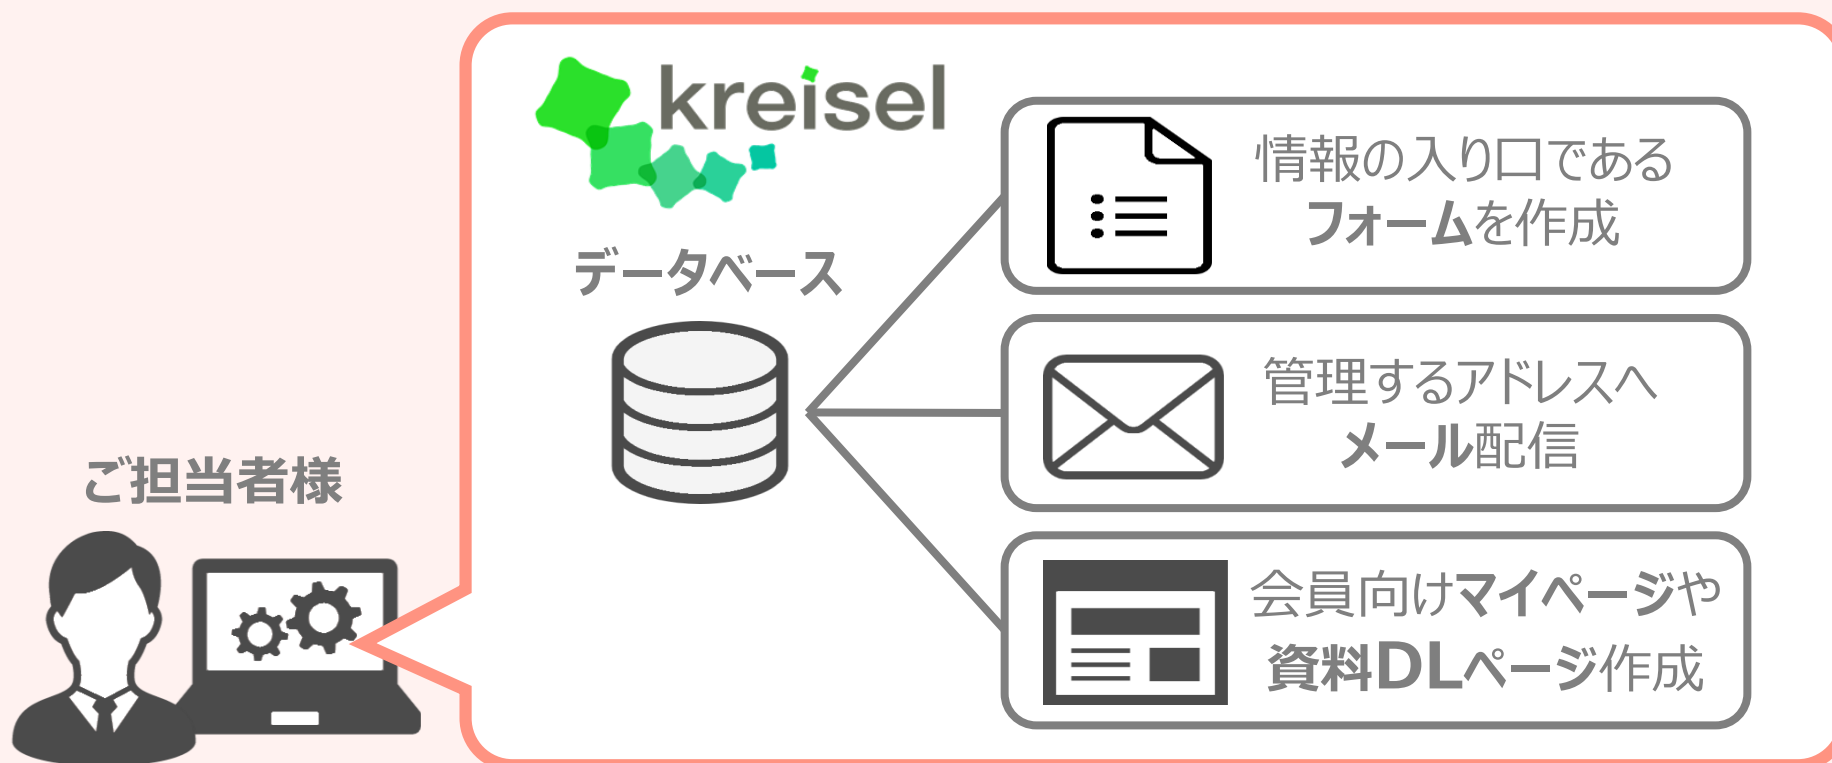 kreisel
データベース
ご担当者様
情報の入り口である
フォームを作成
管理するアドレスへ
メール配信
会員向けマイページや
資料DLページ作成